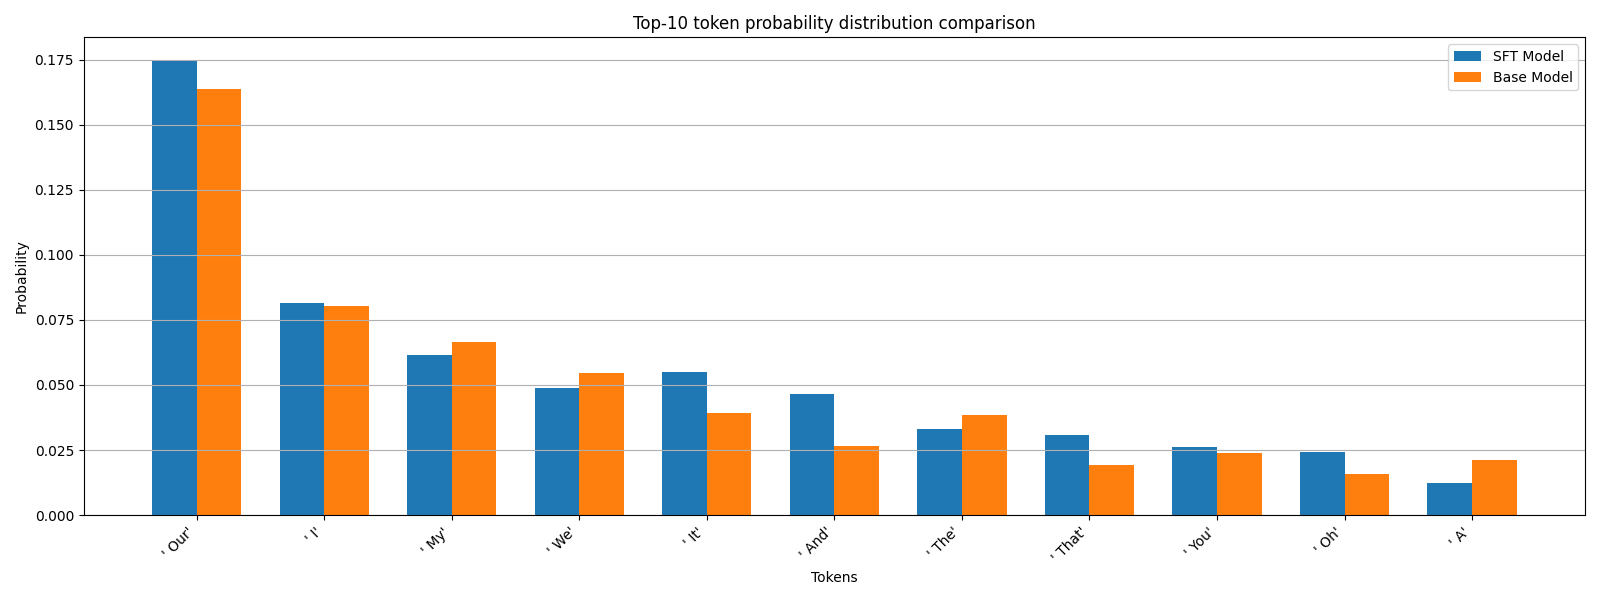 Top-10 token probability distribution comparison
SFT Model
Base Model
Probability
0.175
0.150
0.125
0.100
0.075
0.050
0.025
0.000
' Our'
' I'
' My'
' We'
' It'
' And'
' The'
' That'
' You'
' Oh'
' A'
Tokens